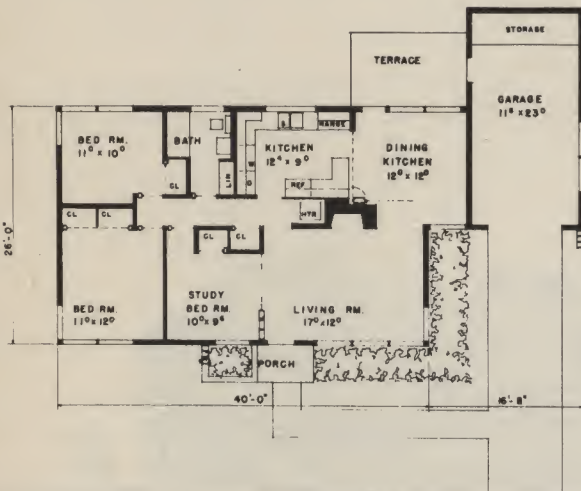 STORAGE
TERRACE
GARAGE
11⁸ x 23⁰
BED RM.
11⁰ x 10⁰
BATH
S
RANGE
KITCHEN
12⁴ x 9⁰
DINING
KITCHEN
12⁰ x 12⁰
CL
LIN
W
D
REF
HTR
CL
CL
CL
CL
26'-0"
BED RM.
11⁰ x 12⁰
STUDY
BED RM.
10⁰ x 9⁶
LIVING RM.
17⁰ x 12⁰
PORCH
40'-0"
16'-8"